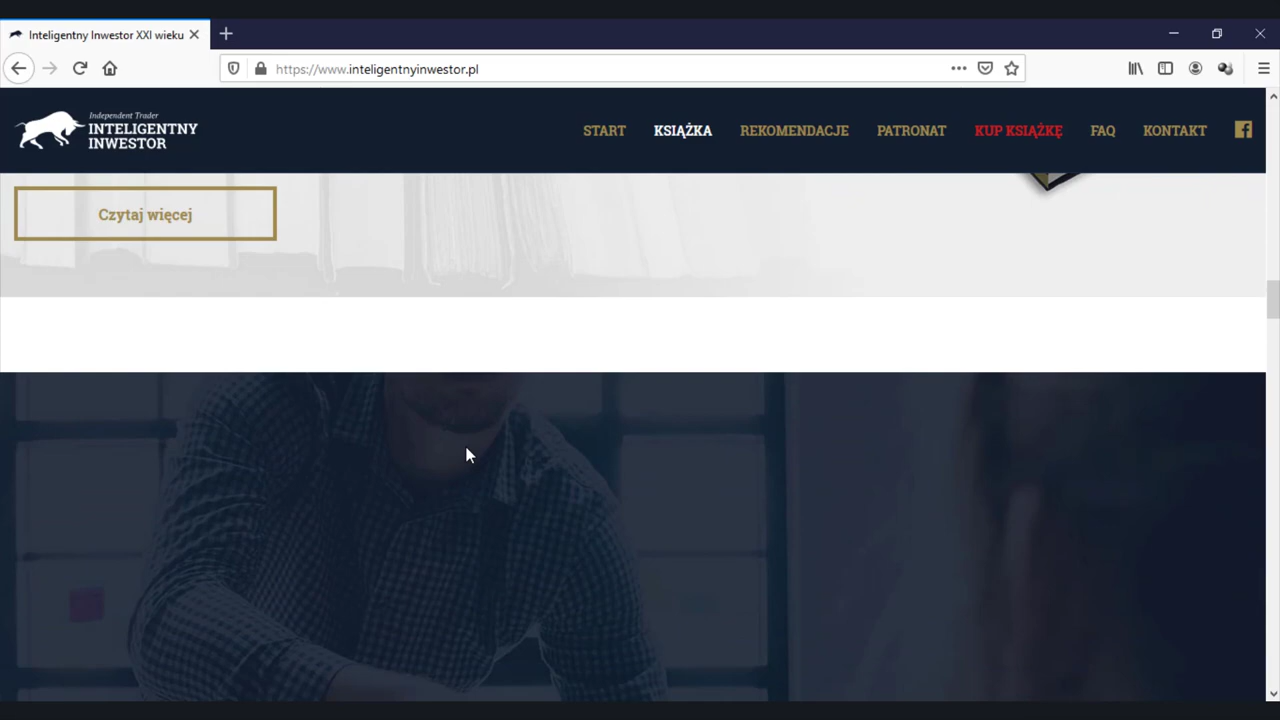 Inteligentny Inwestor XXI wieku
https://www.inteligentnyinwestor.pl
Independent Trader
INTELIGENTNY
INWESTOR
START KSIĄŻKA REKOMENDACJE PATRONAT KUP KSIĄŻKĘ FAQ KONTAKT
Czytaj więcej